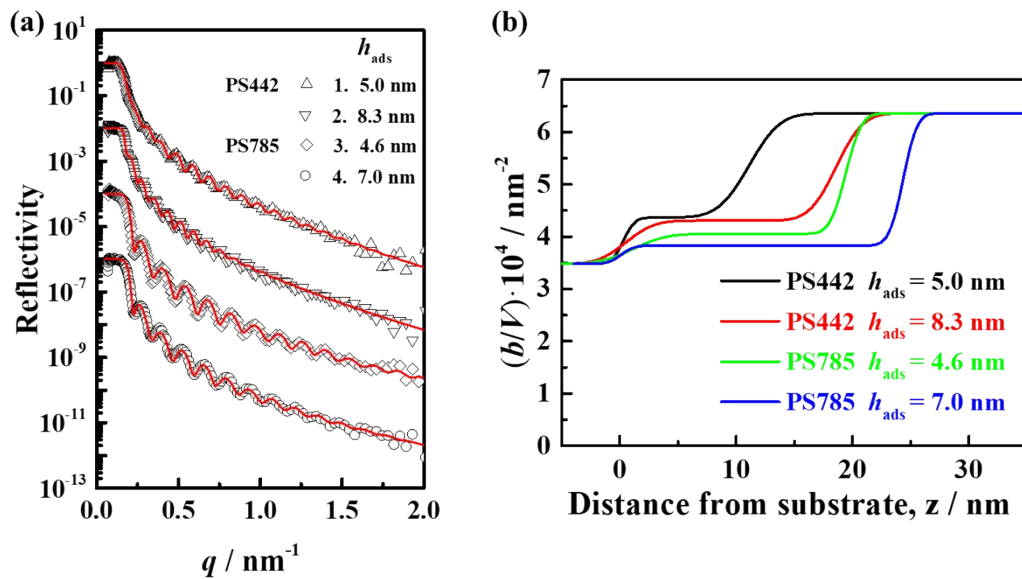 (a)
h_ads
PS442 △ 1. 5.0 nm
▽ 2. 8.3 nm
PS785 ◇ 3. 4.6 nm
○ 4. 7.0 nm
Reflectivity
10^1
10^-1
10^-3
10^-5
10^-7
10^-9
10^-11
10^-13
0.0 0.5 1.0 1.5 2.0
q / nm^-1
(b)
(b/V)·10^4 / nm^-2
7
6
5
4
3
2
1
0
PS442 h_ads = 5.0 nm
PS442 h_ads = 8.3 nm
PS785 h_ads = 4.6 nm
PS785 h_ads = 7.0 nm
0 10 20 30
Distance from substrate, z / nm